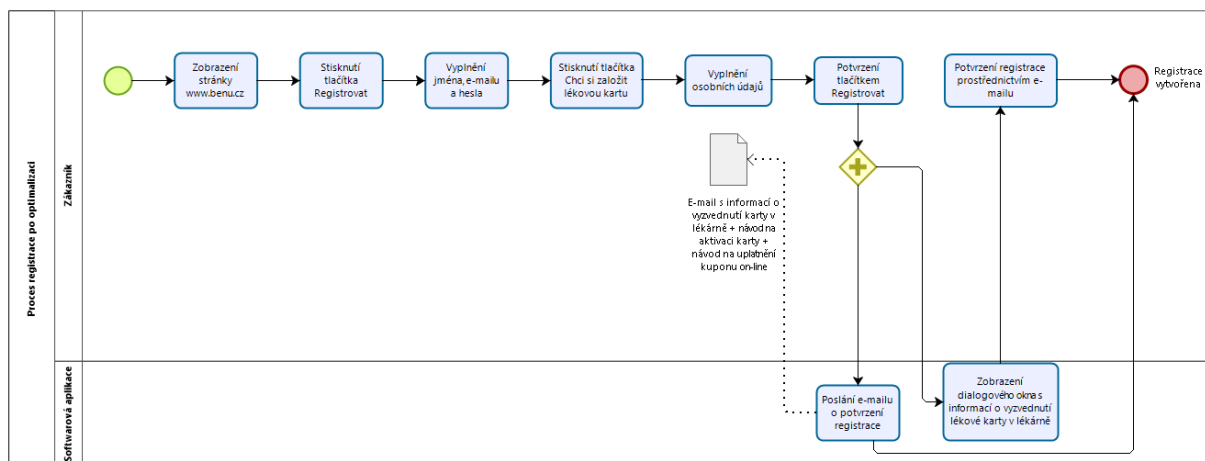 Proces registrace po optimalizaci
Zákazník
Zobrazení
stránky
www.benu.cz
Stisknutí
tlačítka
Registrovat
Vyplnění
jména, e-mailu
a hesla
Stisknutí tlačítka
Chci si založit
lékovou kartu
Vyplnění
osobních údajů
Potvrzení
tlačítkem
Registrovat
Potvrzení registrace
prostřednictvím e-
mailu
Registrace
vytvořena
E-mail s informací o
vyzvednutí karty v
lékárně + návod na
aktivaci karty +
návod na uplatnění
kuponu on-line
Softwarová aplikace
Poslání e-mailu
o potvrzení
registrace
Zobrazení
dialogového okna s
informací o vyzvednutí
lékové karty v lékárně